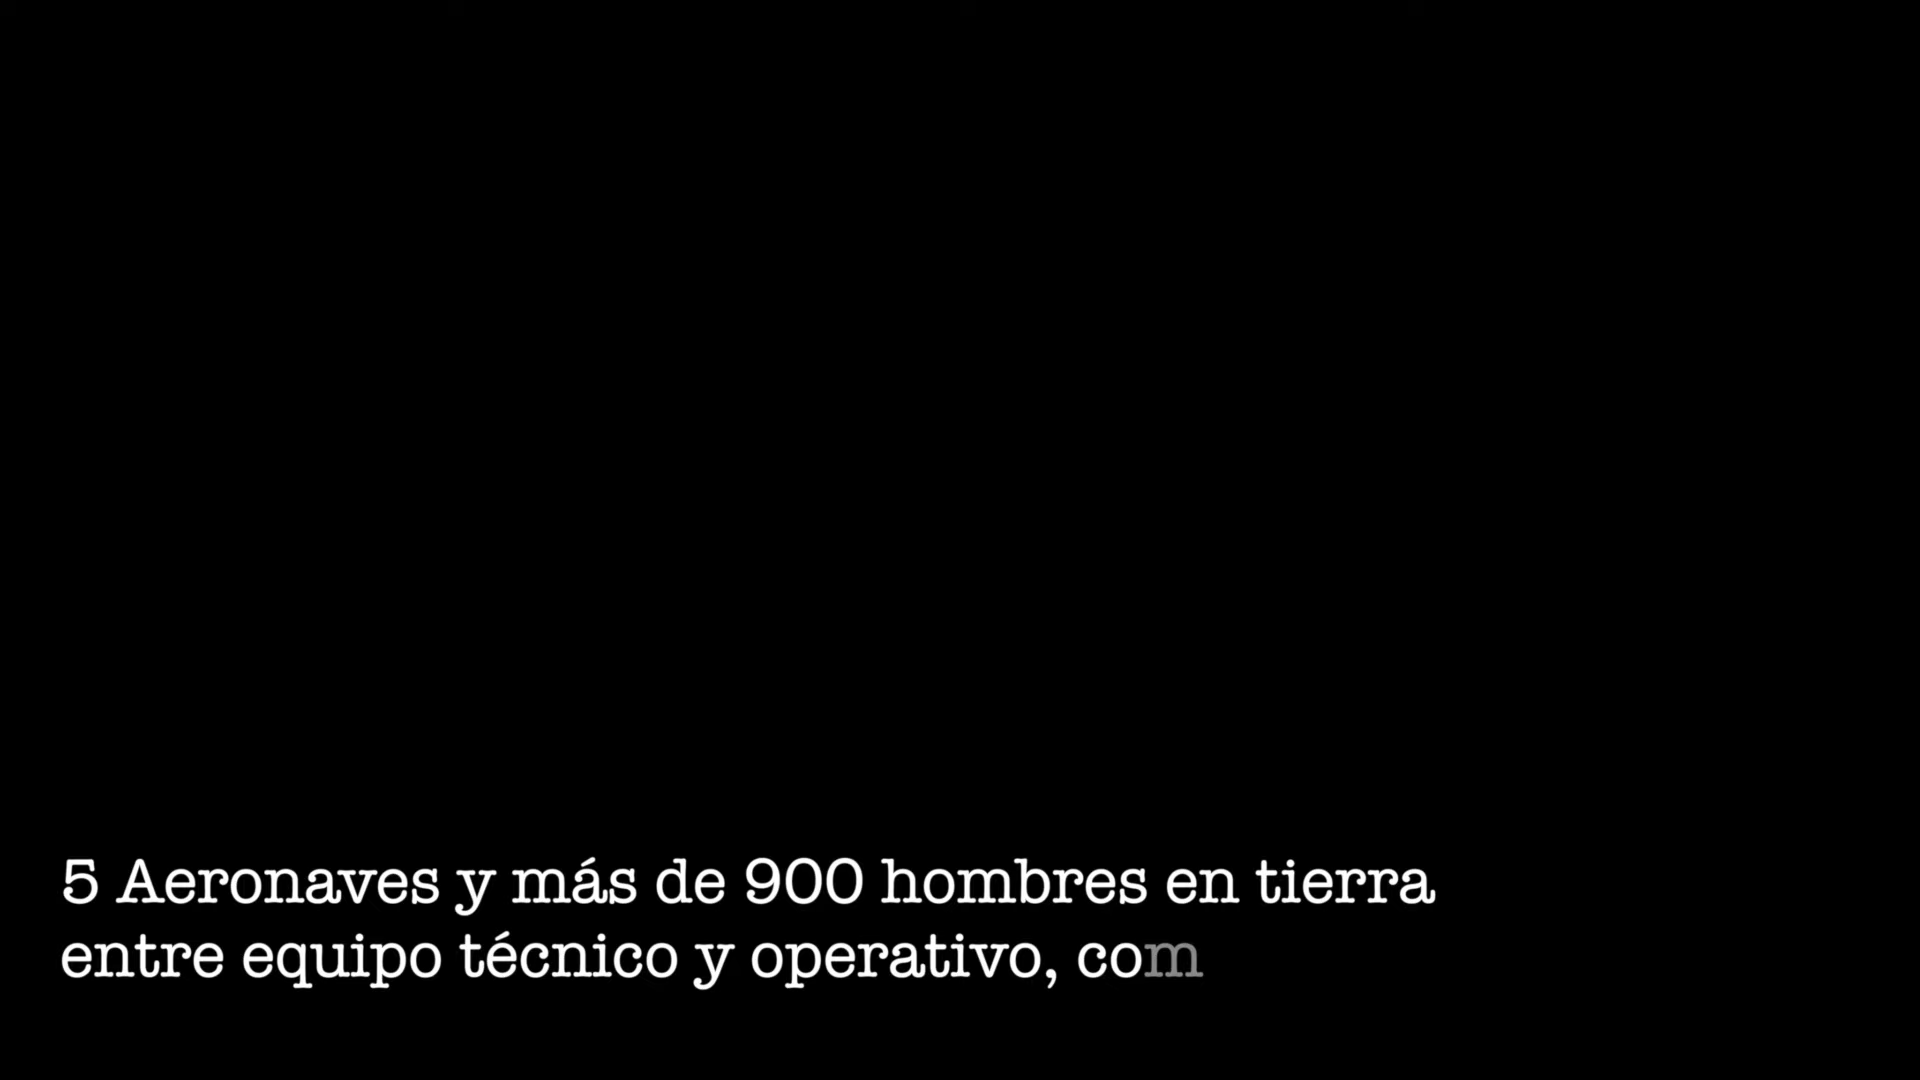 5 Aeronaves y más de 900 hombres en tierra
entre equipo técnico y operativo, com